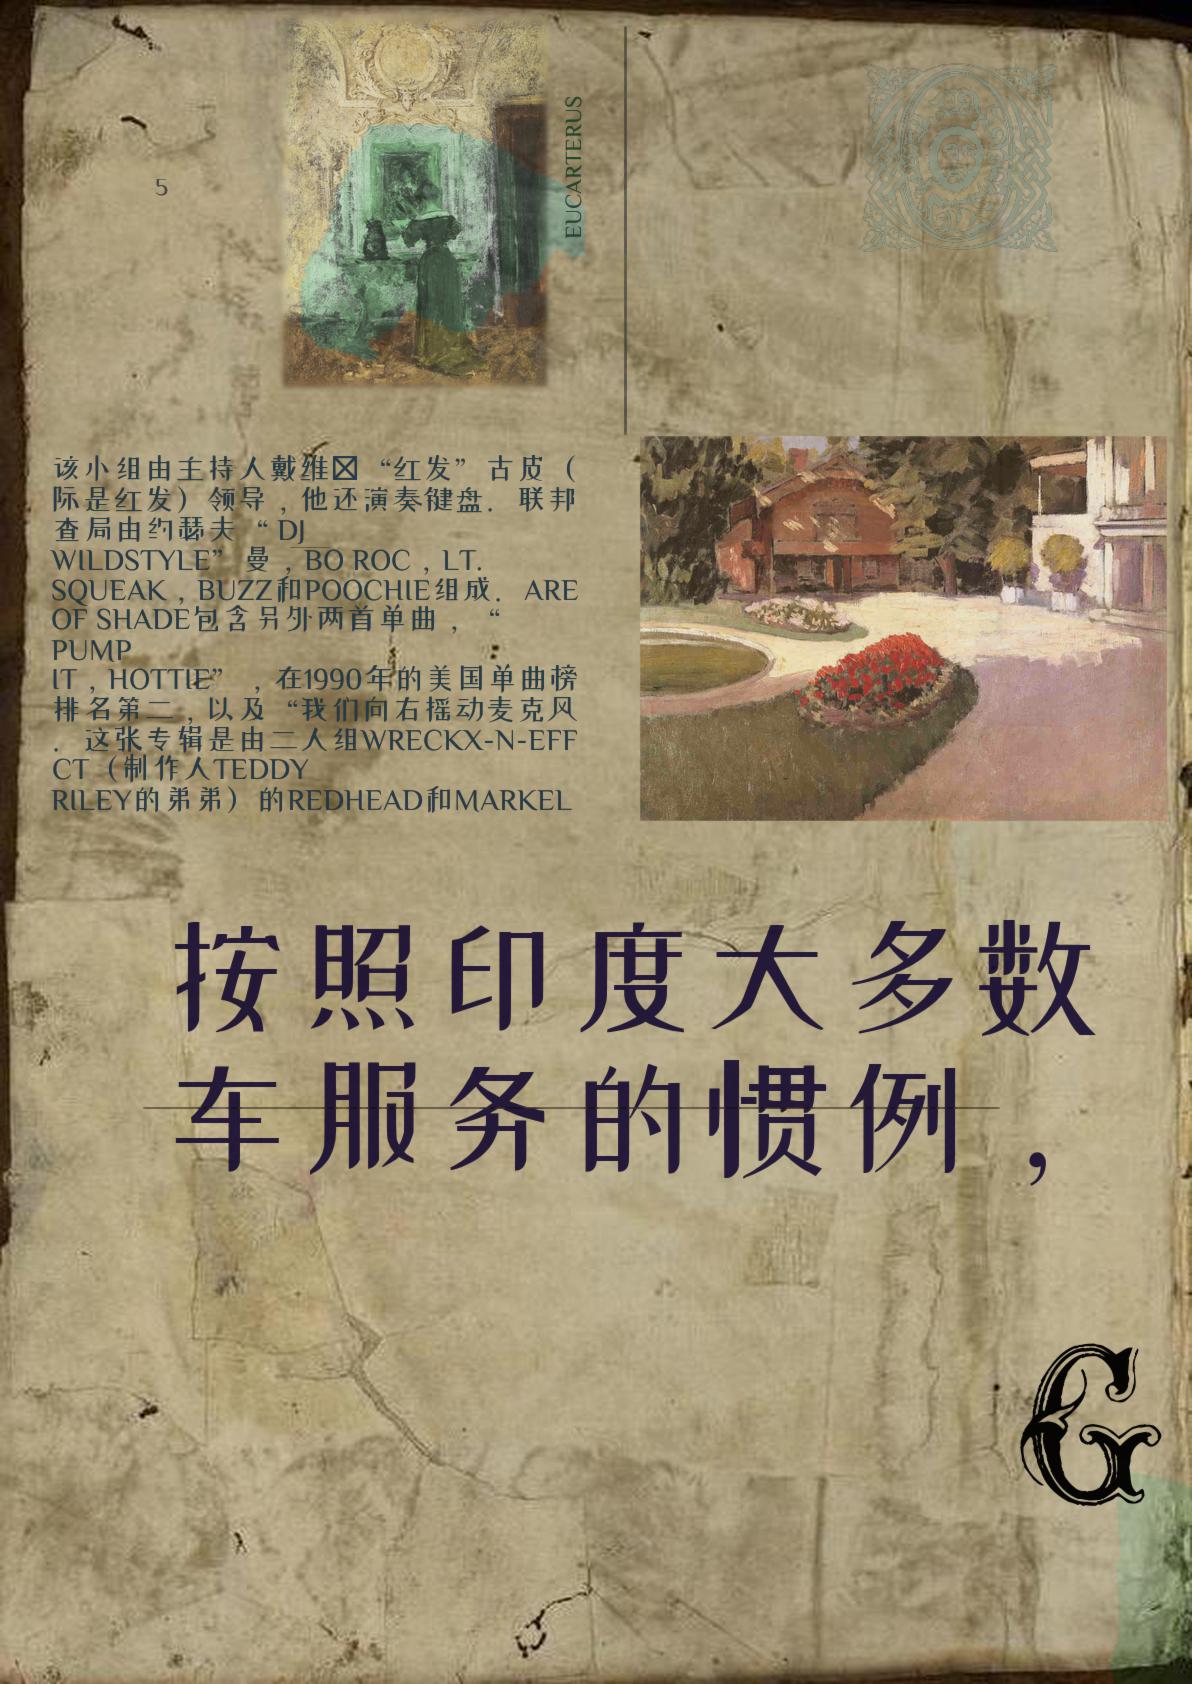 5
EUCARTERUS
该小组由主持人戴维 “红发” 古皮（
际是红发）领导，他还演奏键盘．联邦
查局由约瑟夫 “DJ
WILDSTYLE” 曼，BO ROC，LT.
SQUEAK，BUZZ和POOCHIE组成．ARE
OF SHADE包含另外两首单曲，“
PUMP
IT，HOTTIE” ，在1990年的美国单曲榜
排名第二，以及 “我们向右摇动麦克风
．这张专辑是由二人组WRECKX-N-EFF
CT（制作人TEDDY
RILEY的弟弟）的REDHEAD和MARKEL
按照印度大多数
车服务的惯例，
G